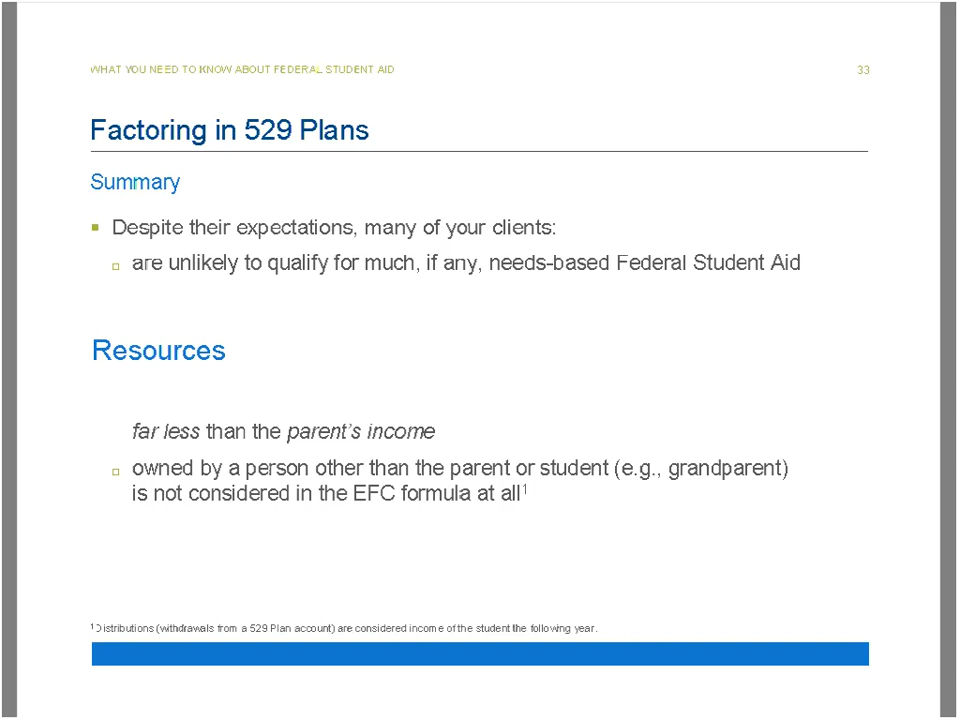 WHAT YOU NEED TO KNOW ABOUT FEDERAL STUDENT AID
33
Factoring in 529 Plans
Summary
▪ Despite their expectations, many of your clients:
▫ are unlikely to qualify for much, if any, needs-based Federal Student Aid
Resources
far less than the parent's income
▫ owned by a person other than the parent or student (e.g., grandparent)
is not considered in the EFC formula at all¹
¹Distributions (withdrawals from a 529 Plan account) are considered income of the student the following year.